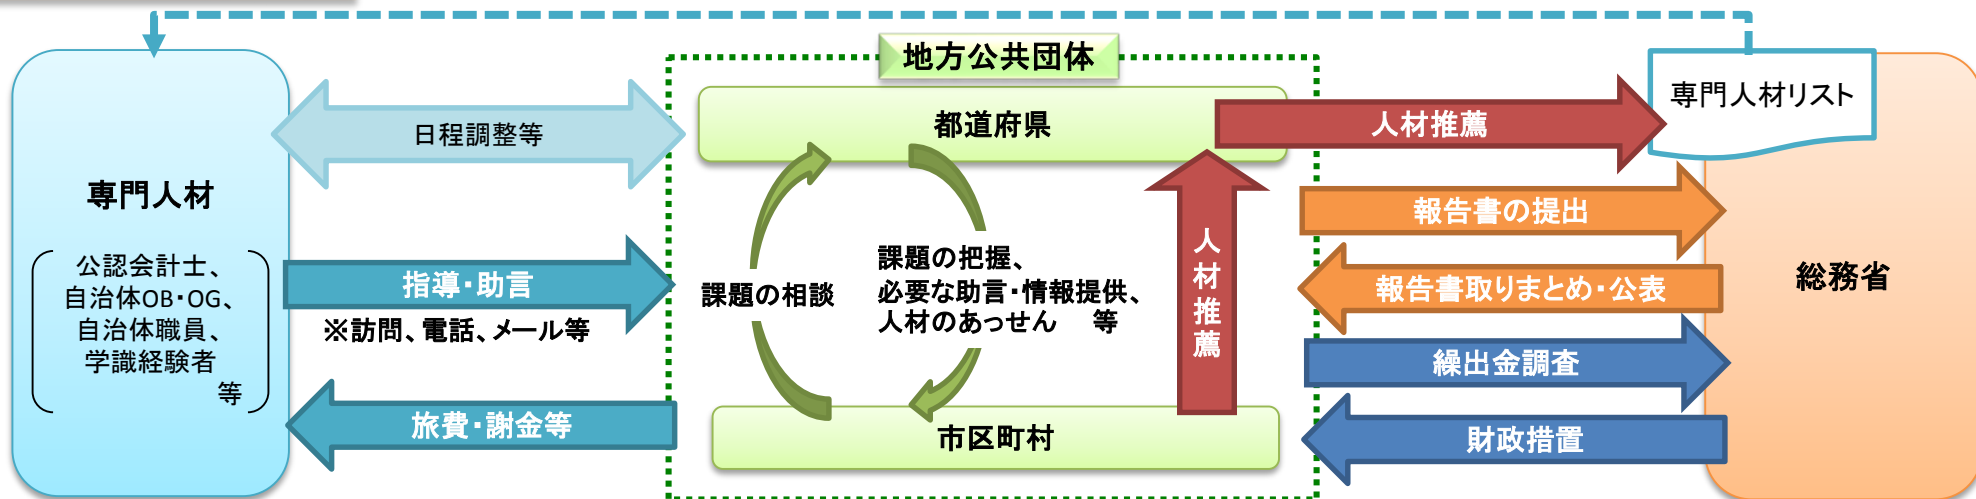 地方公共団体
専門人材リスト
都道府県
人材推薦
日程調整等
専門人材
公認会計士、
自治体OB・OG、
自治体職員、
学識経験者
等
指導・助言
※訪問、電話、メール等
旅費・謝金等
課題の相談
課題の把握、
必要な助言・情報提供、
人材のあっせん　等
人材推薦
市区町村
報告書の提出
報告書取りまとめ・公表
繰出金調査
財政措置
総務省